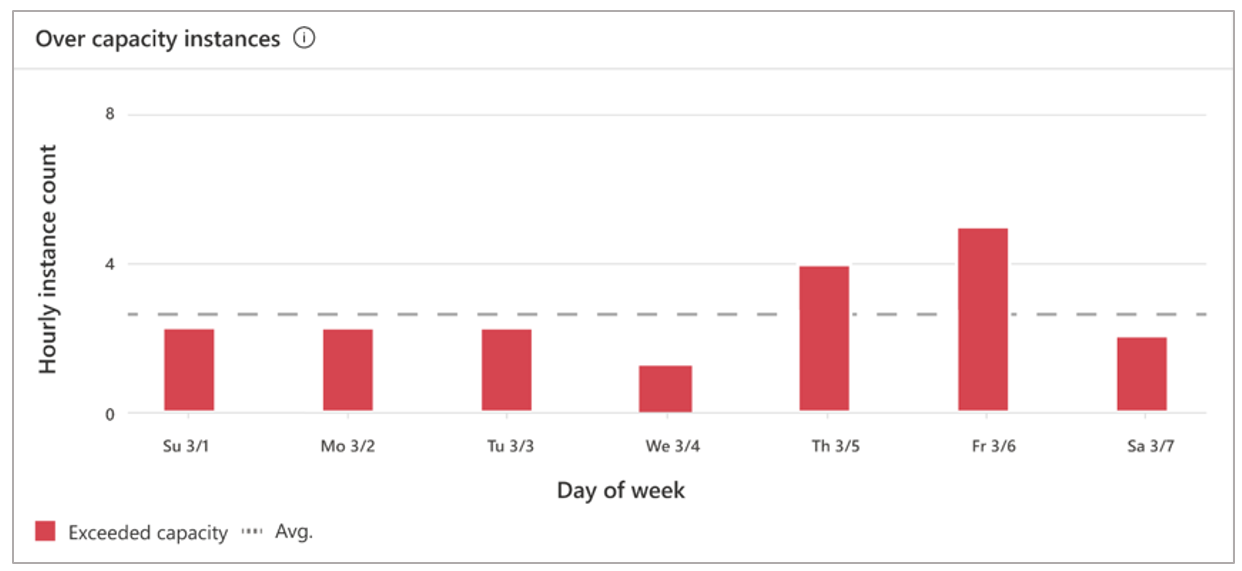 Over capacity instances
8
Hourly instance count
4
0
Su 3/1 Mo 3/2 Tu 3/3 We 3/4 Th 3/5 Fr 3/6 Sa 3/7
Day of week
Exceeded capacity Avg.